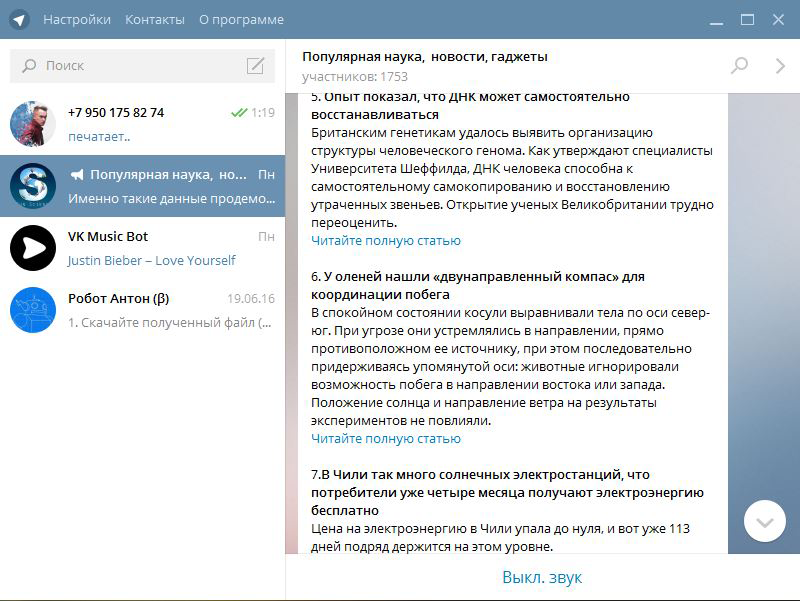 Настройки Контакты О программе
Поиск
+7 950 175 82 74 1:19
печатает..
Популярная наука, но... Пн
Именно такие данные продемо...
VK Music Bot Пн
Justin Bieber – Love Yourself
Робот Антон (β) 19.06.16
1. Скачайте полученный файл (...
Популярная наука, новости, гаджеты
участников: 1753
5. Опыт показал, что ДНК может самостоятельно
восстанавливаться
Британским генетикам удалось выявить организацию
структуры человеческого генома. Как утверждают специалисты
Университета Шеффилда, ДНК человека способна к
самостоятельному самокопированию и восстановлению
утраченных звеньев. Открытие ученых Великобритании трудно
переоценить.
Читайте полную статью
6. У оленей нашли «двунаправленный компас» для
координации побега
В спокойном состоянии косули выравнивали тела по оси север-
юг. При угрозе они устремлялись в направлении, прямо
противоположном ее источнику, при этом последовательно
придерживаясь упомянутой оси: животные игнорировали
возможность побега в направлении востока или запада.
Положение солнца и направление ветра на результаты
экспериментов не повлияли.
Читайте полную статью
7.В Чили так много солнечных электростанций, что
потребители уже четыре месяца получают электроэнергию
бесплатно
Цена на электроэнергию в Чили упала до нуля, и вот уже 113
дней подряд держится на этом уровне.
Выкл. звук